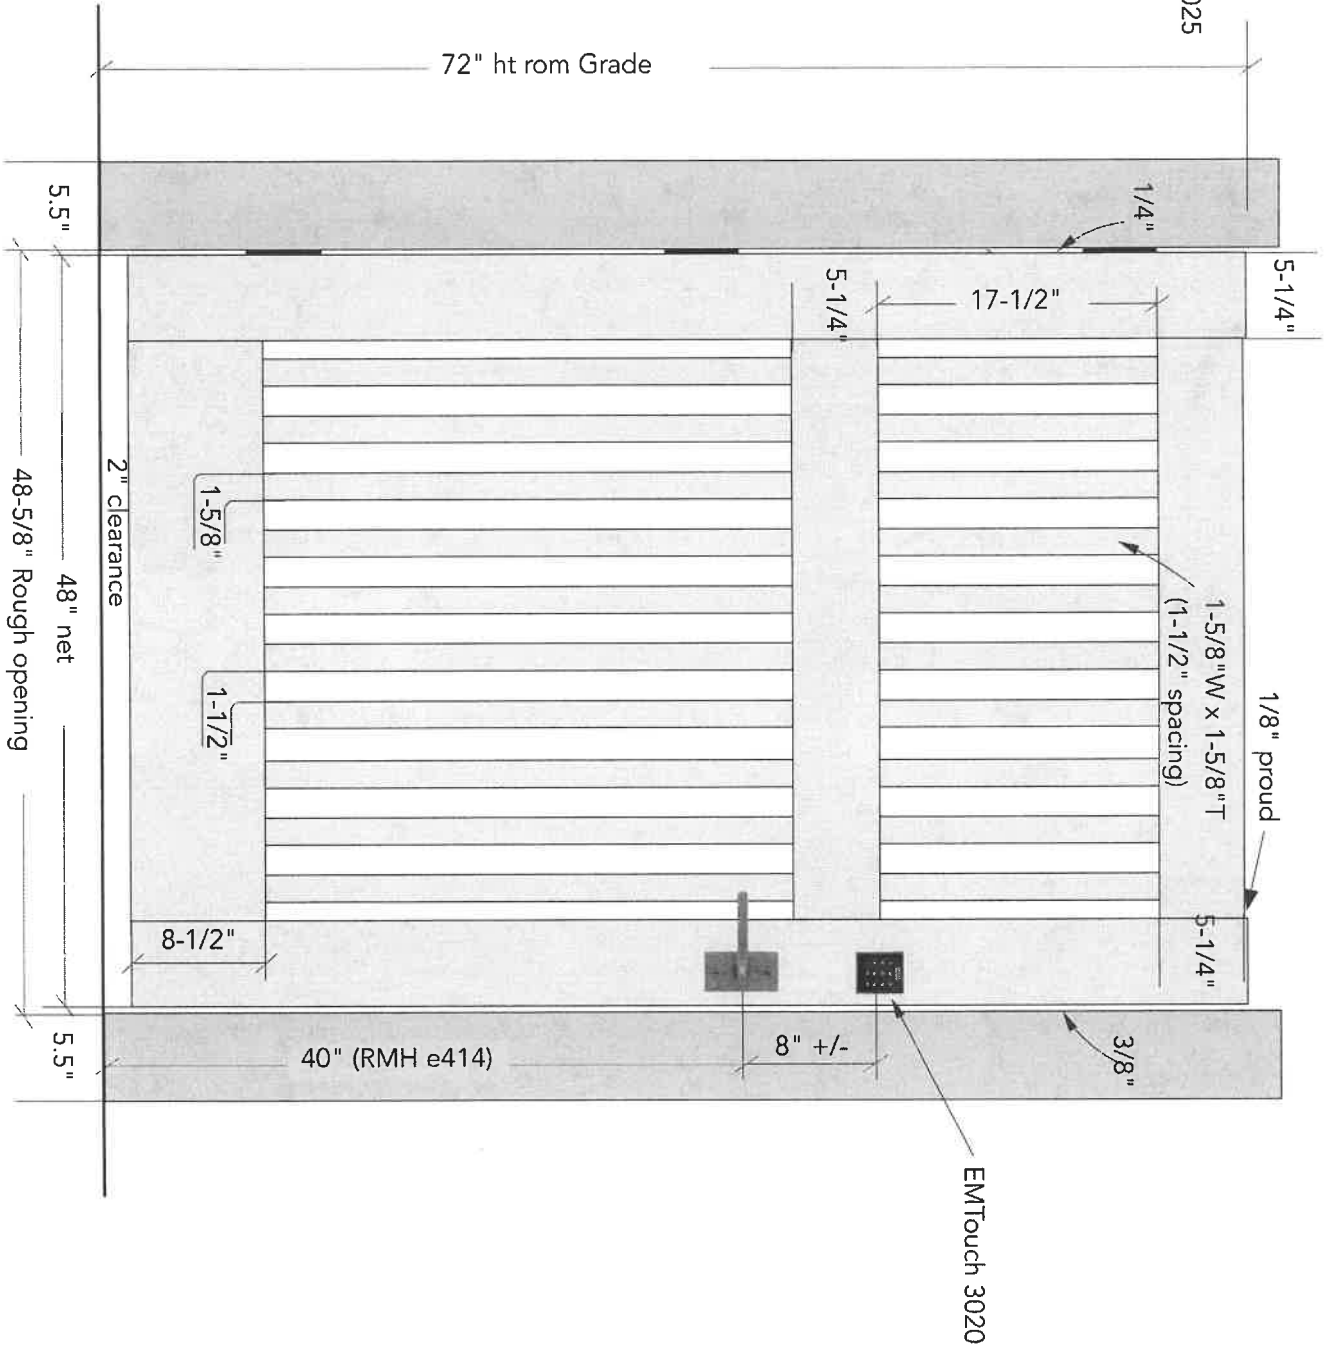 025
72" ht rom Grade
5.5"
1/4"
5-1/4"
5-1/4"
17-1/2"
2" clearance
48" net
48-5/8" Rough opening
1-5/8"
1-1/2"
1-5/8"W x 1-5/8"T
(1-1/2" spacing)
1/8" proud
8-1/2"
5-1/4"
5.5"
40" (RMH e414)
8" +/-
3/8"
EMTouch 3020